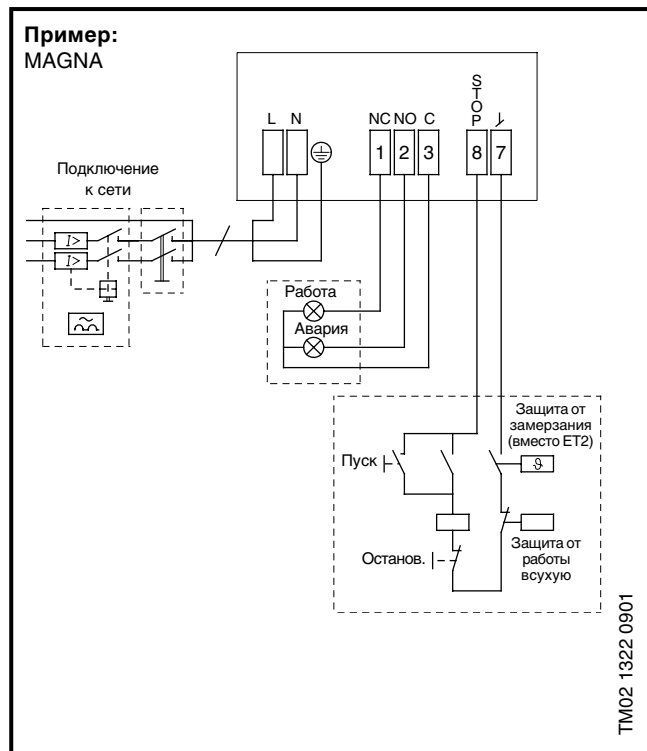 Пример:
MAGNA
STOP
L N NC NO C
1 2 3 8 7
Подключение
к сети
I>
I>
Работа
Авария
Защита от
замерзания
(вместо ET2)
Пуск
ϑ
Останов.
Защита от
работы
всухую
TM02 1322 0901